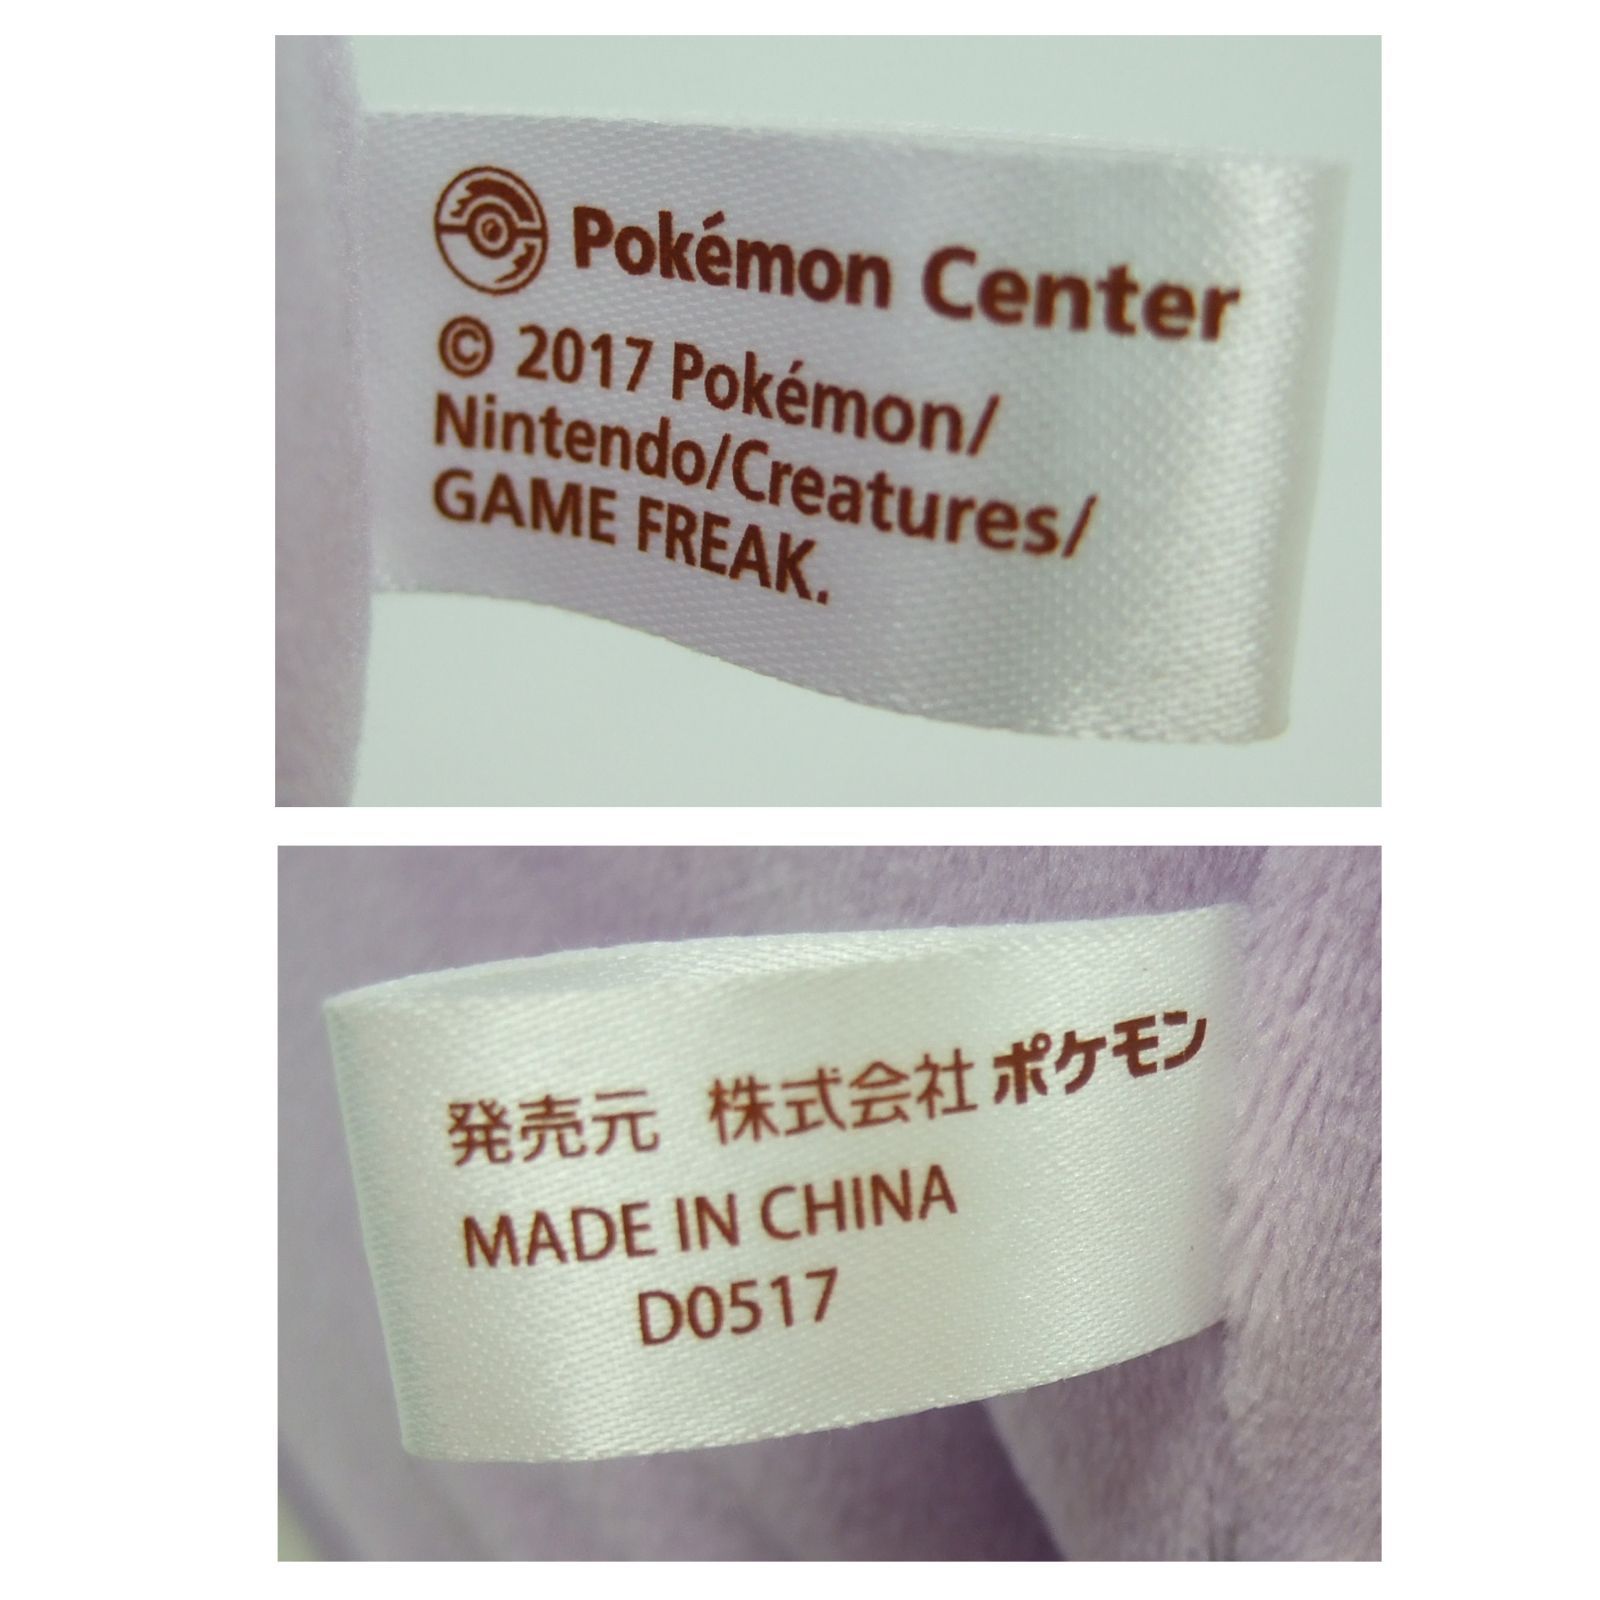 Pokémon Center
© 2017 Pokémon/
Nintendo/Creatures/
GAME FREAK.
発売元 株式会社 ポケモン
MADE IN CHINA
D0517